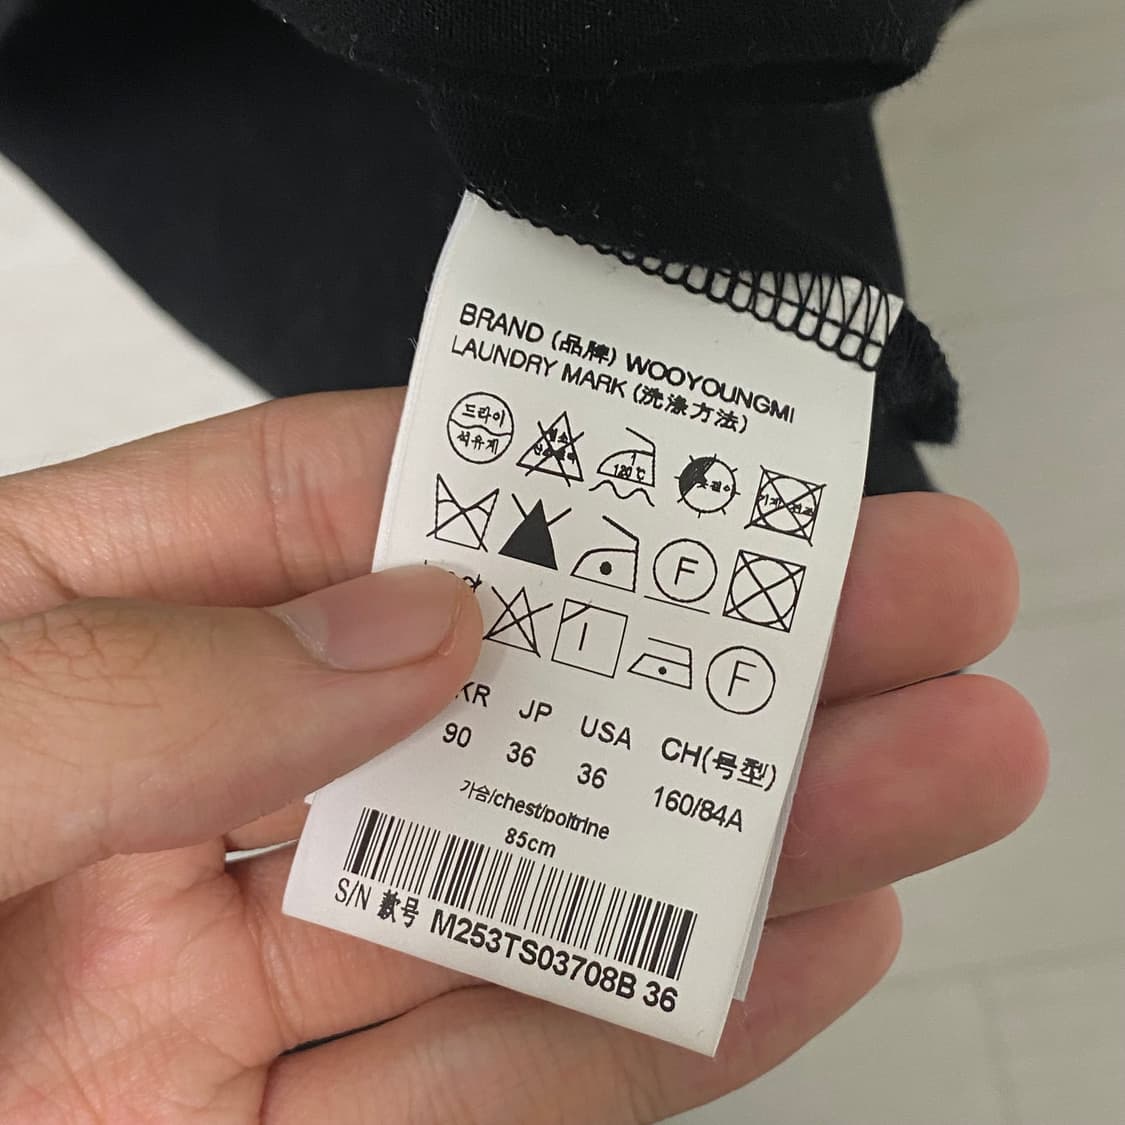 BRAND (品牌) WOOYOUNGMI
LAUNDRY MARK (洗涤方法)
드라이
석유계
1
120℃
F
I
F
KR JP USA CH(号型)
90 36 36 160/84A
가슴/chest/poitrine
85cm
S/N 款号 M253TS03708B 36